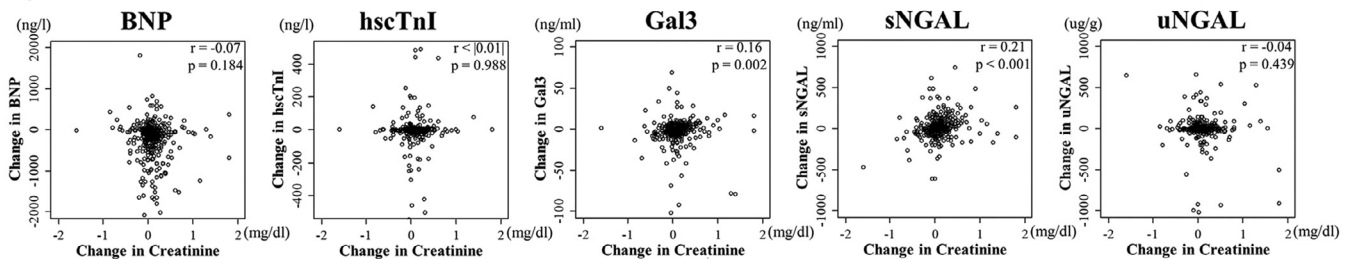 BNP
(ng/l)
r = -0.07
p = 0.184
Change in BNP
2000
1000
0
-1000
-2000
-2
-1
0
1
2
(mg/dl)
Change in Creatinine
hscTnI
(ng/l)
r < |0.01|
p = 0.988
Change in hscTnI
400
200
0
-200
-400
-2
-1
0
1
2
(mg/dl)
Change in Creatinine
Gal3
(ng/ml)
r = 0.16
p = 0.002
Change in Gal3
100
50
0
-50
-100
-2
-1
0
1
2
(mg/dl)
Change in Creatinine
sNGAL
(ng/ml)
r = 0.21
p < 0.001
Change in sNGAL
1000
500
0
-500
-1000
-2
-1
0
1
2
(mg/dl)
Change in Creatinine
uNGAL
(ug/g)
r = -0.04
p = 0.439
Change in uNGAL
1000
500
0
-500
-1000
-2
-1
0
1
2
(mg/dl)
Change in Creatinine